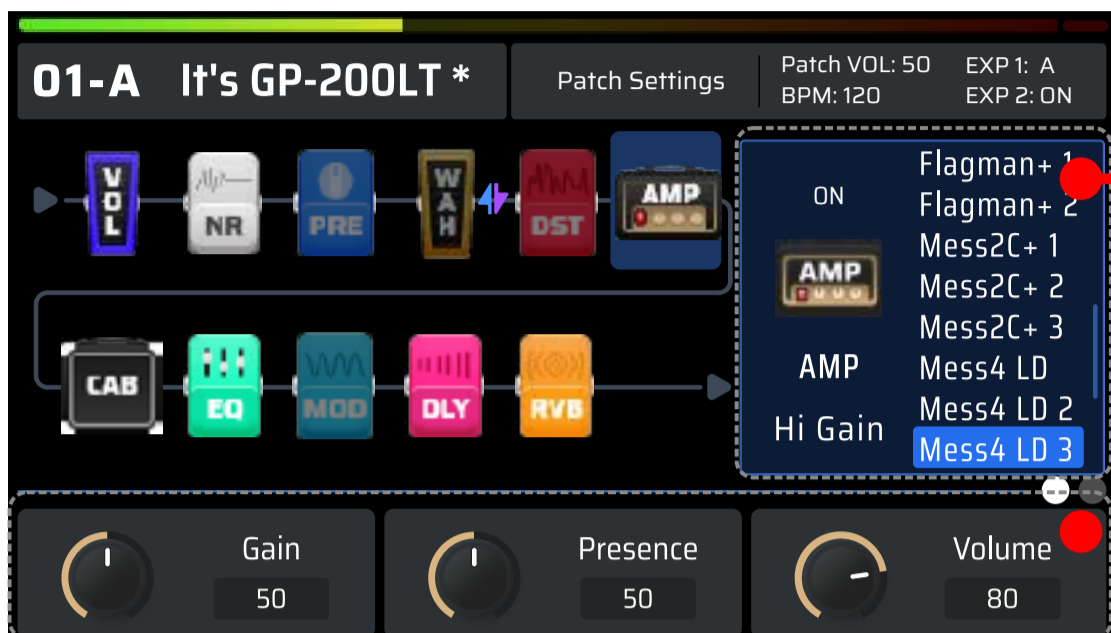 01-A It's GP-200LT *
Patch Settings
Patch VOL: 50 EXP 1: A
BPM: 120 EXP 2: ON
VOL
NR
PRE
WAH
DST
AMP
CAB
EQ
MOD
DLY
RVB
ON
AMP
AMP
Hi Gain
Flagman+ 1
Flagman+ 2
Mess2C+ 1
Mess2C+ 2
Mess2C+ 3
Mess4 LD
Mess4 LD 2
Mess4 LD 3
Gain
50
Presence
50
Volume
80